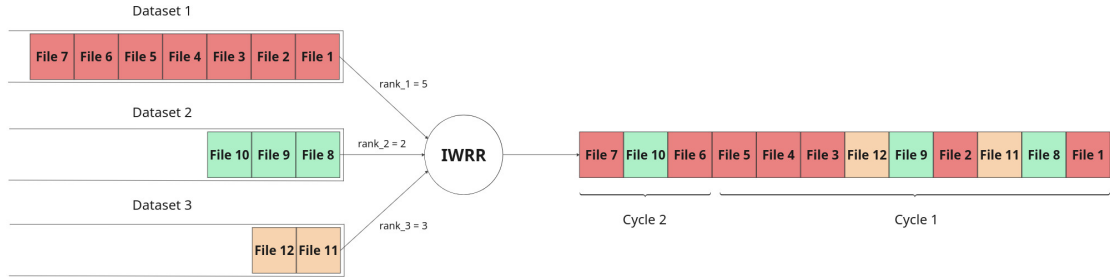 Dataset 1
File 7 File 6 File 5 File 4 File 3 File 2 File 1
rank_1 = 5
Dataset 2
File 10 File 9 File 8
rank_2 = 2
Dataset 3
File 12 File 11
rank_3 = 3
IWRR
File 7 File 10 File 6 File 5 File 4 File 3 File 12 File 9 File 2 File 11 File 8 File 1
Cycle 2
Cycle 1